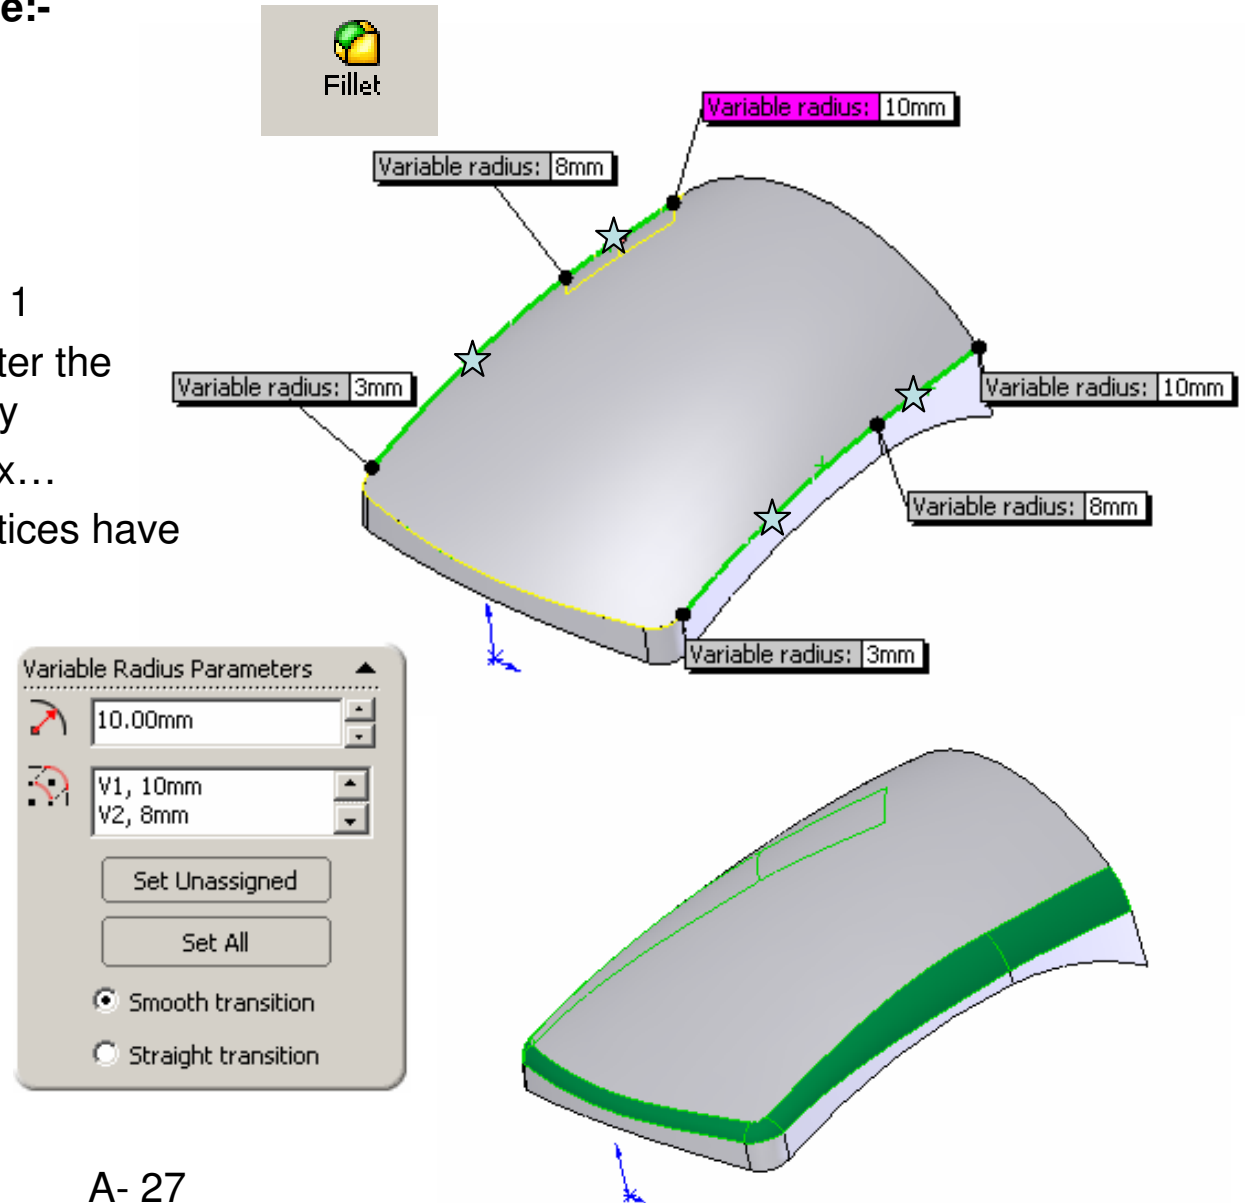 e:-
Fillet
Variable radius: 10mm
Variable radius: 8mm
1
ter the
Variable radius: 3mm
Variable radius: 10mm
y
x…
Variable radius: 8mm
tices have
Variable radius: 3mm
Variable Radius Parameters
10.00mm
V1, 10mm
V2, 8mm
Set Unassigned
Set All
Smooth transition
Straight transition
A- 27